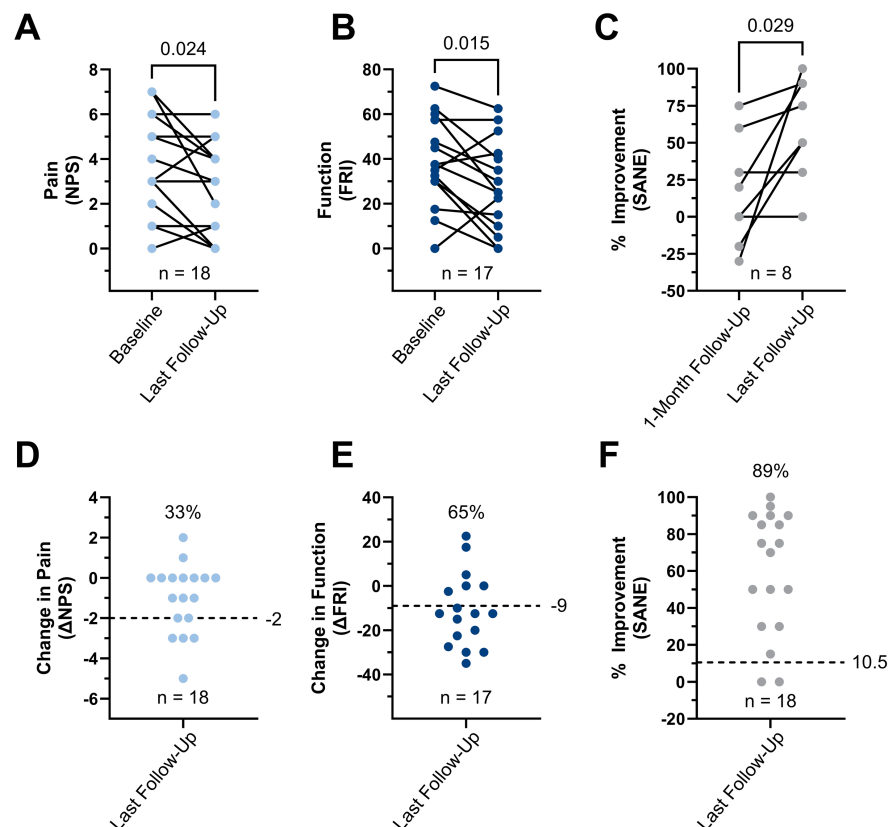 A
0.024
8
6
4
2
0
Pain
(NPS)
n = 18
Baseline
Last Follow-Up
B
0.015
80
60
40
20
0
Function
(FRI)
n = 17
Baseline
Last Follow-Up
C
0.029
100
75
50
25
0
-25
-50
% Improvement
(SANE)
n = 8
1-Month Follow-Up
Last Follow-Up
D
33%
4
2
0
-2
-4
-6
Change in Pain
(ΔNPS)
-2
n = 18
Last Follow-Up
E
65%
40
20
0
-20
-40
Change in Function
(ΔFRI)
-9
n = 17
Last Follow-Up
F
89%
100
80
60
40
20
0
-20
% Improvement
(SANE)
10.5
n = 18
Last Follow-Up